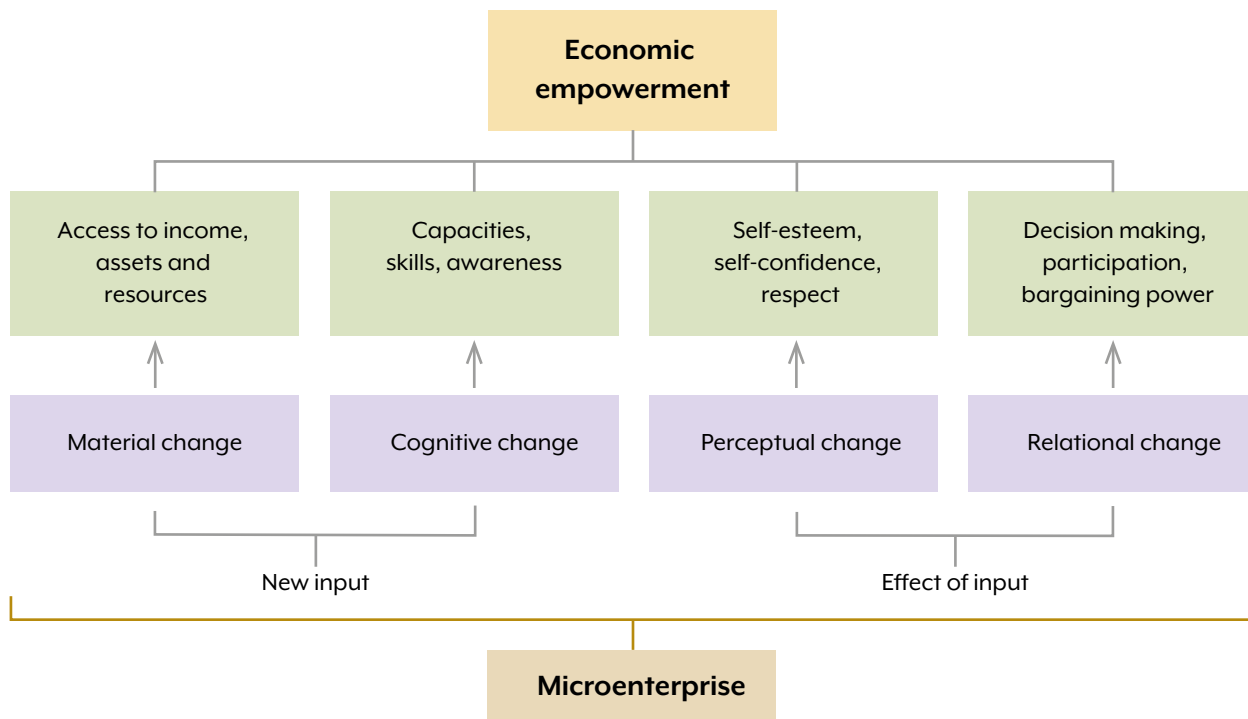 Economic
empowerment
Access to income,
assets and
resources
Capacities,
skills, awareness
Self-esteem,
self-confidence,
respect
Decision making,
participation,
bargaining power
Material change
Cognitive change
Perceptual change
Relational change
New input
Effect of input
Microenterprise